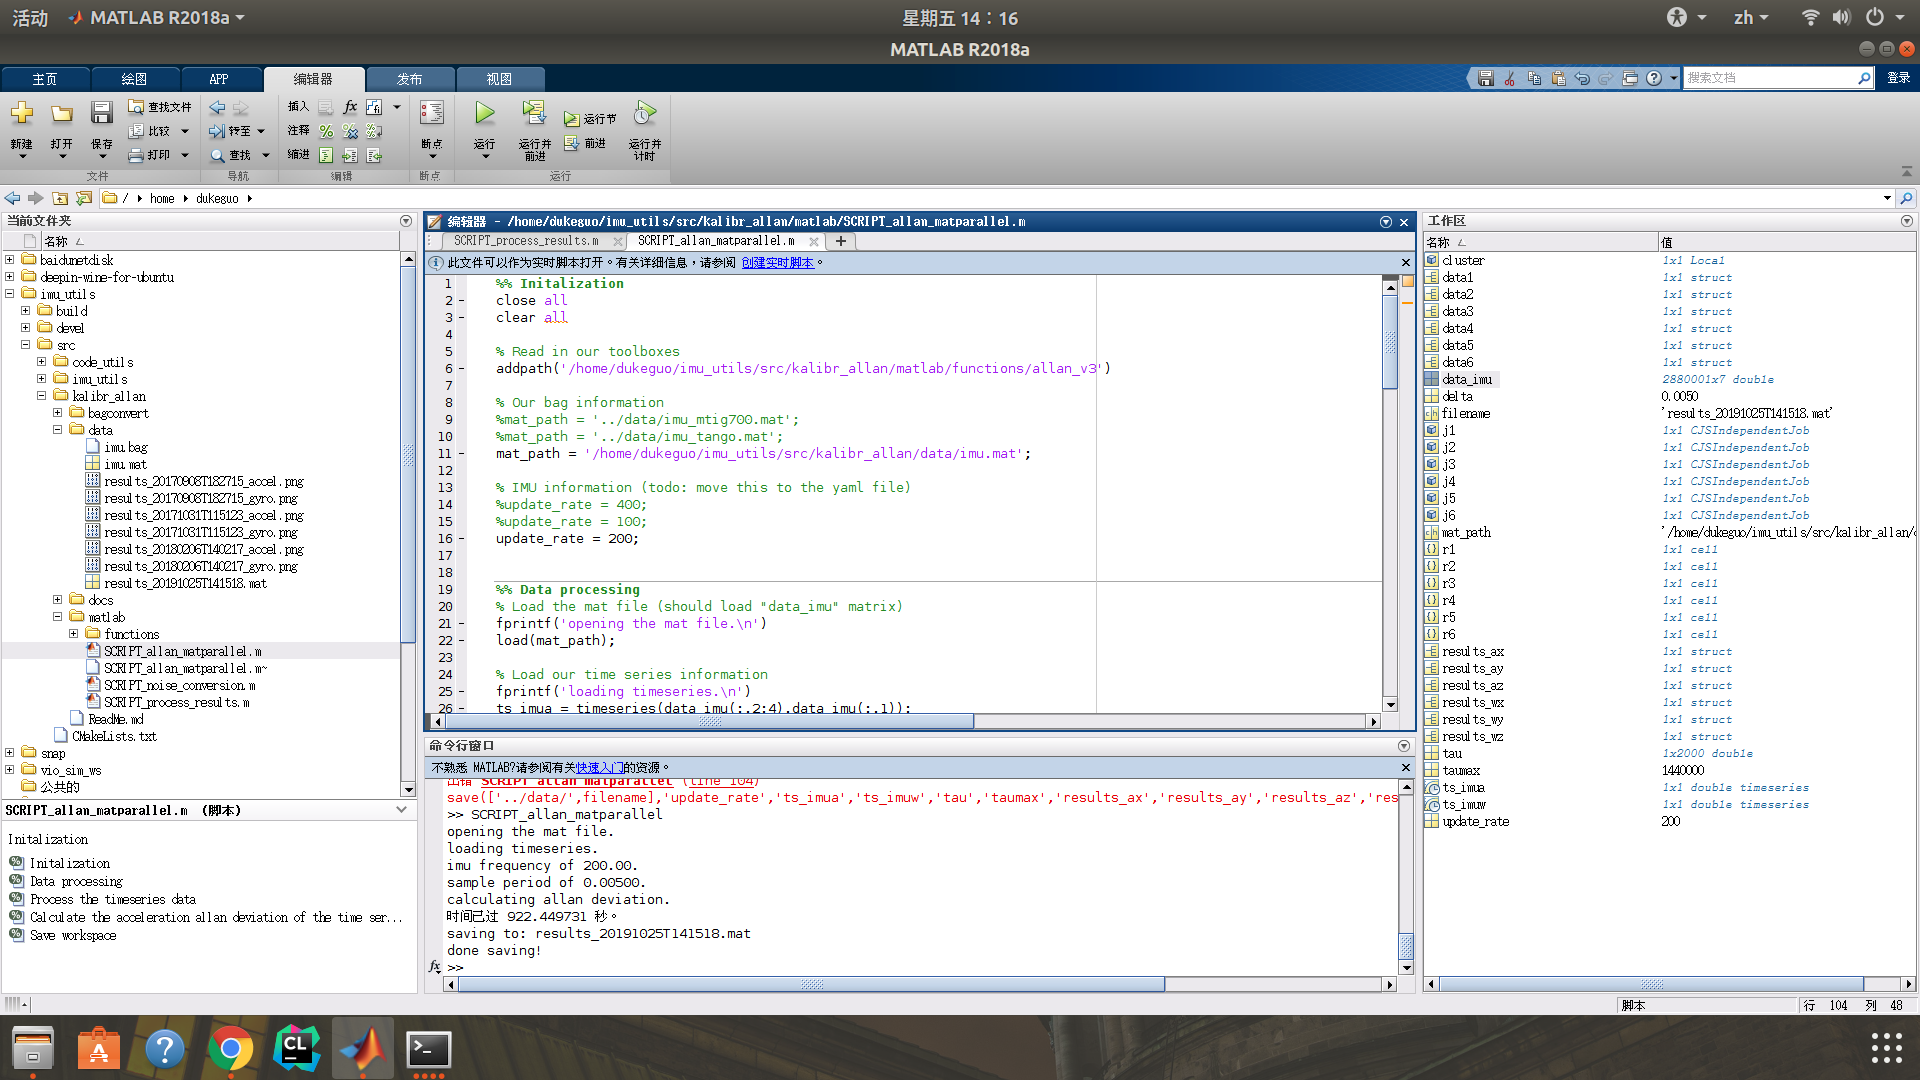 活动
MATLAB R2018a
星期五 14：16
zh
MATLAB R2018a
主页
绘图
APP
编辑器
发布
视图
搜索文档
登录
新建
打开
保存
查找文件
比较
打印
转至
查找
插入
注释
缩进
断点
运行
运行并前进
运行节
前进
运行并计时
文件
导航
编辑
断点
运行
/ home dukeguo
当前文件夹
名称
baidunetdisk
deepin-wine-for-ubuntu
imu_utils
build
devel
src
code_utils
imu_utils
kalibr_allan
bagconvert
data
imu.bag
imu.mat
results_20170908T182715_accel.png
results_20170908T182715_gyro.png
results_20171031T115123_accel.png
results_20171031T115123_gyro.png
results_20180206T140217_accel.png
results_20180206T140217_gyro.png
results_20191025T141518.mat
docs
matlab
functions
SCRIPT_allan_matparallel.m
SCRIPT_allan_matparallel.m~
SCRIPT_noise_conversion.m
SCRIPT_process_results.m
ReadMe.md
CMakeLists.txt
snap
vio_sim_ws
公共的
SCRIPT_allan_matparallel.m (脚本)
Initalization
Initalization
Data processing
Process the timeseries data
Calculate the acceleration allan deviation of the time ser...
Save workspace
编辑器 - /home/dukeguo/imu_utils/src/kalibr_allan/matlab/SCRIPT_allan_matparallel.m
SCRIPT_process_results.m
SCRIPT_allan_matparallel.m
此文件可以作为实时脚本打开。有关详细信息，请参阅 创建实时脚本。
1 %% Initalization
2 - close all
3 - clear all
4
5 % Read in our toolboxes
6 - addpath('/home/dukeguo/imu_utils/src/kalibr_allan/matlab/functions/allan_v3')
7
8 % Our bag information
9 %mat_path = '../data/imu_mtig700.mat';
10 %mat_path = '../data/imu_tango.mat';
11 - mat_path = '/home/dukeguo/imu_utils/src/kalibr_allan/data/imu.mat';
12
13 % IMU information (todo: move this to the yaml file)
14 %update_rate = 400;
15 %update_rate = 100;
16 - update_rate = 200;
17
18
19 %% Data processing
20 % Load the mat file (should load "data_imu" matrix)
21 - fprintf('opening the mat file.\n')
22 - load(mat_path);
23
24 % Load our time series information
25 - fprintf('loading timeseries.\n')
26 - ts_imua = timeseries(data_imu(:,2:4),data_imu(:,1));
命令行窗口
不熟悉 MATLAB?请参阅有关快速入门的资源。
出错 SCRIPT_allan_matparallel (line 104)
save(['../data/',filename],'update_rate','ts_imua','ts_imuw','tau','taumax','results_ax','results_ay','results_az','res
>> SCRIPT_allan_matparallel
opening the mat file.
loading timeseries.
imu frequency of 200.00.
sample period of 0.00500.
calculating allan deviation.
时间已过 922.449731 秒。
saving to: results_20191025T141518.mat
done saving!
fx >>
工作区
名称 值
cluster 1x1 Local
data1 1x1 struct
data2 1x1 struct
data3 1x1 struct
data4 1x1 struct
data5 1x1 struct
data6 1x1 struct
data_imu 2880001x7 double
delta 0.0050
filename 'results_20191025T141518.mat'
j1 1x1 CJSIndependentJob
j2 1x1 CJSIndependentJob
j3 1x1 CJSIndependentJob
j4 1x1 CJSIndependentJob
j5 1x1 CJSIndependentJob
j6 1x1 CJSIndependentJob
mat_path '/home/dukeguo/imu_utils/src/kalibr_allan/
r1 1x1 cell
r2 1x1 cell
r3 1x1 cell
r4 1x1 cell
r5 1x1 cell
r6 1x1 cell
results_ax 1x1 struct
results_ay 1x1 struct
results_az 1x1 struct
results_wx 1x1 struct
results_wy 1x1 struct
results_wz 1x1 struct
tau 1x2000 double
taumax 1440000
ts_imua 1x1 double timeseries
ts_imuw 1x1 double timeseries
update_rate 200
脚本
行 104 列 48
CL